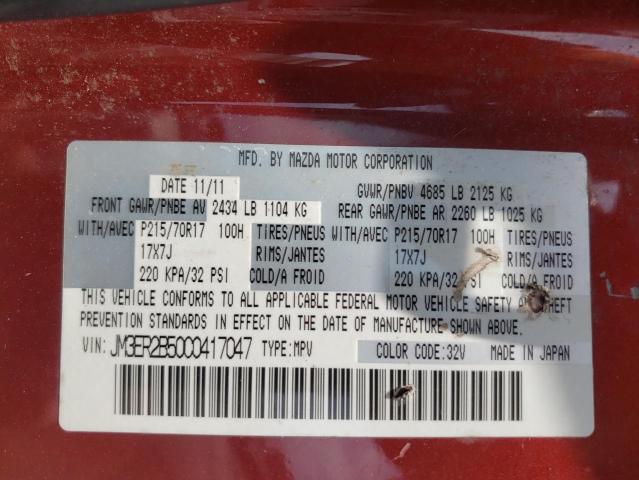 MFD. BY MAZDA MOTOR CORPORATION
DATE 11/11 GVWR/PNBV 4685 LB 2125 KG
FRONT GAWR/PNBE AV 2434 LB 1104 KG REAR GAWR/PNBE AR 2260 LB 1025 KG
WITH/AVEC P215/70R17 100H TIRES/PNEUS P215/70R17 100H TIRES/PNEUS
17X7J RIMS/JANTES 17X7J RIMS/JANTES
220 KPA/32 PSI COLD/A FROID 220 KPA/32 PSI COLD/A FROID
THIS VEHICLE CONFORMS TO ALL APPLICABLE FEDERAL MOTOR VEHICLE SAFETY AND THEFT
PREVENTION STANDARDS IN EFFECT ON THE DATE OF MANUFACTURE SHOWN ABOVE.
VIN: JM3ER2B50C0417047 TYPE:MPV COLOR CODE:32V MADE IN JAPAN